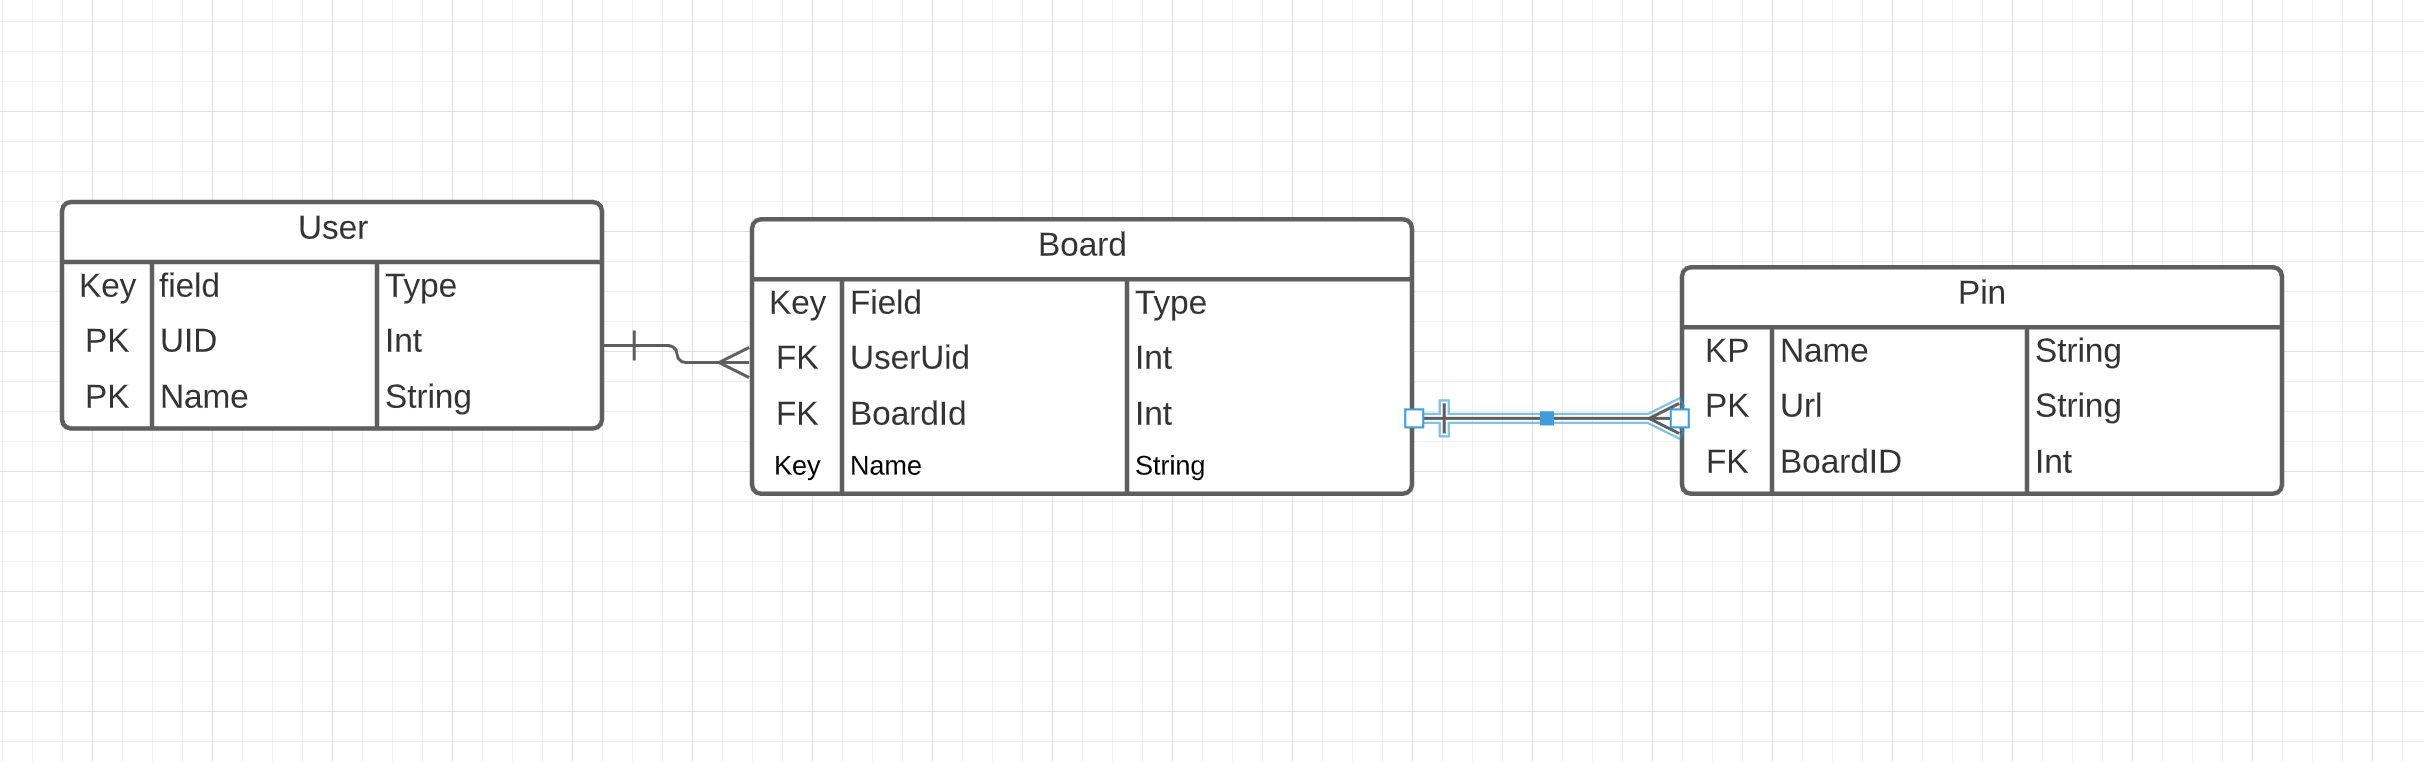 User
Key field Type
PK UID Int
PK Name String
Board
Key Field Type
FK UserUid Int
FK BoardId Int
Key Name String
Pin
KP Name String
PK Url String
FK BoardID Int